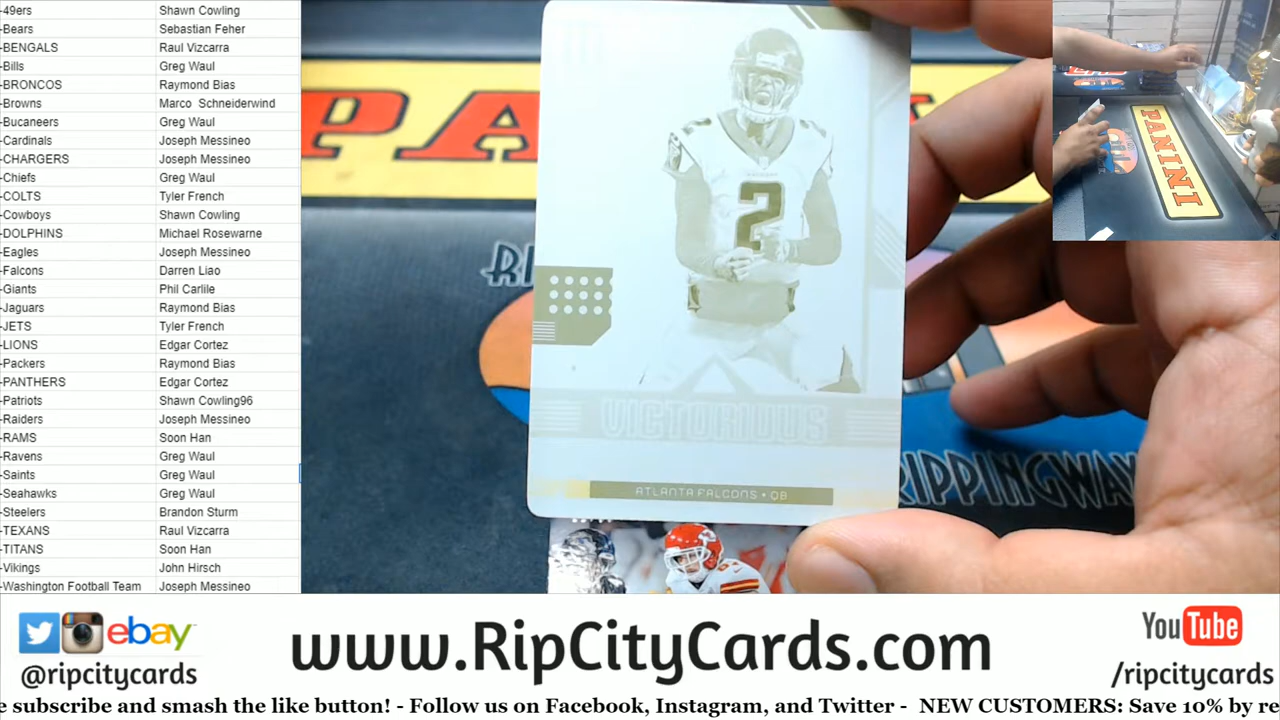 -49ers Shawn Cowling
-Bears Sebastian Feher
-BENGALS Raul Vizcarra
-Bills Greg Waul
-BRONCOS Raymond Bias
-Browns Marco Schneiderwind
-Bucaneers Greg Waul
-Cardinals Joseph Messineo
-CHARGERS Joseph Messineo
-Chiefs Greg Waul
-COLTS Tyler French
-Cowboys Shawn Cowling
-DOLPHINS Michael Rosewarne
-Eagles Joseph Messineo
-Falcons Darren Liao
-Giants Phil Carlile
-Jaguars Raymond Bias
-JETS Tyler French
-LIONS Edgar Cortez
-Packers Raymond Bias
-PANTHERS Edgar Cortez
-Patriots Shawn Cowling96
-Raiders Joseph Messineo
-RAMS Soon Han
-Ravens Greg Waul
-Saints Greg Waul
-Seahawks Greg Waul
-Steelers Brandon Sturm
-TEXANS Raul Vizcarra
-TITANS Soon Han
-Vikings John Hirsch
-Washington Football Team Joseph Messineo
PA
RI
2
VICTORIOUS
ATLANTA FALCONS • QB
RIPPINGWAX
PANINI
ebay
@ripcitycards
www.RipCityCards.com
YouTube
/ripcitycards
e subscribe and smash the like button! - Follow us on Facebook, Instagram, and Twitter - NEW CUSTOMERS: Save 10% by re